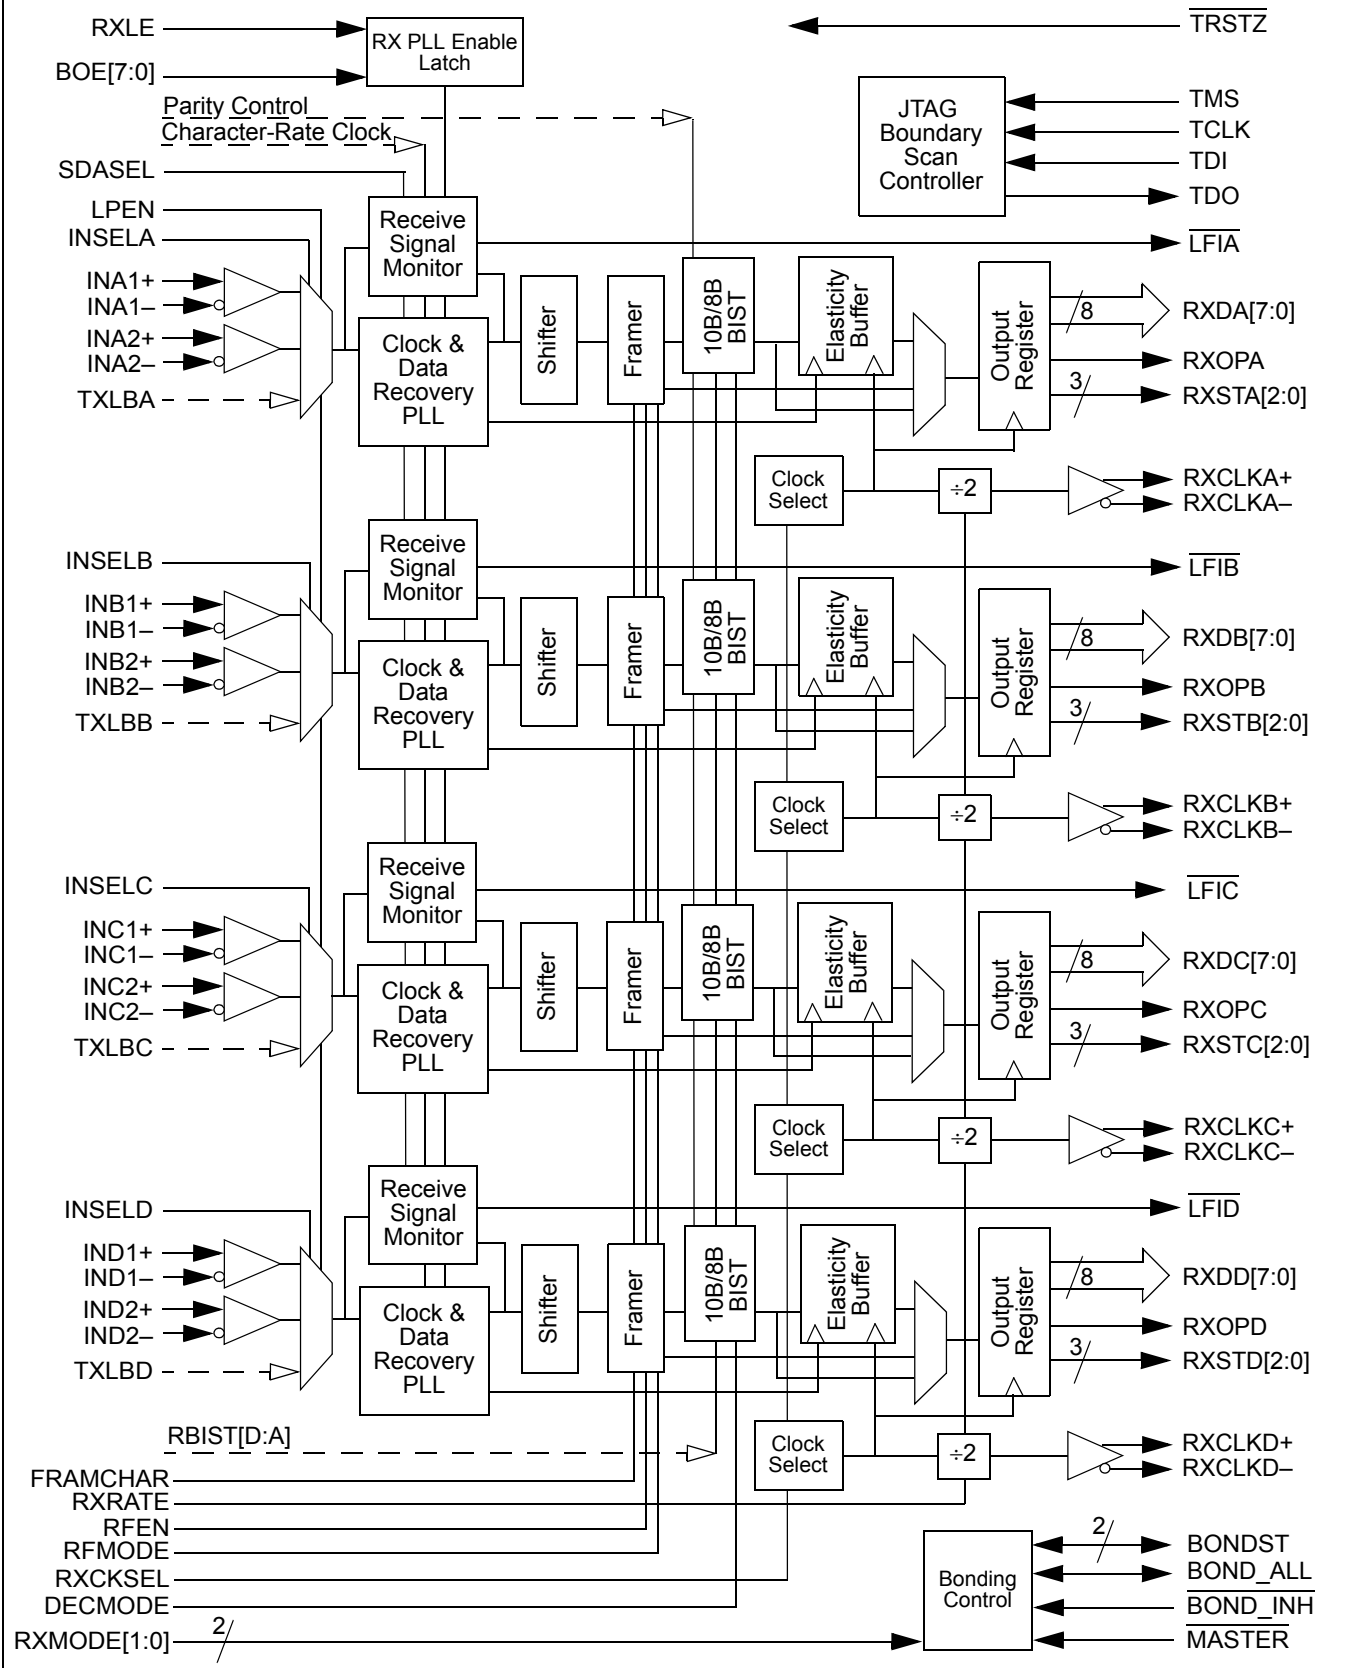 RXLE
RX PLL Enable
Latch
TRSTZ
BOE[7:0]
Parity Control
Character-Rate Clock
JTAG
Boundary
Scan
Controller
TMS
TCLK
TDI
TDO
SDASEL
LPEN
INSELA
Receive
Signal
Monitor
LFIA
INA1+
INA1–
INA2+
INA2–
TXLBA
Clock &
Data
Recovery
PLL
Shifter
Framer
10B/8B
BIST
Elasticity
Buffer
Output
Register
8
RXDA[7:0]
RXOPA
3
RXSTA[2:0]
Clock
Select
÷2
RXCLKA+
RXCLKA–
INSELB
Receive
Signal
Monitor
LFIB
INB1+
INB1–
INB2+
INB2–
TXLBB
Clock &
Data
Recovery
PLL
Shifter
Framer
10B/8B
BIST
Elasticity
Buffer
Output
Register
8
RXDB[7:0]
RXOPB
3
RXSTB[2:0]
Clock
Select
÷2
RXCLKB+
RXCLKB–
INSELC
Receive
Signal
Monitor
LFIC
INC1+
INC1–
INC2+
INC2–
TXLBC
Clock &
Data
Recovery
PLL
Shifter
Framer
10B/8B
BIST
Elasticity
Buffer
Output
Register
8
RXDC[7:0]
RXOPC
3
RXSTC[2:0]
Clock
Select
÷2
RXCLKC+
RXCLKC–
INSELD
Receive
Signal
Monitor
LFID
IND1+
IND1–
IND2+
IND2–
TXLBD
Clock &
Data
Recovery
PLL
Shifter
Framer
10B/8B
BIST
Elasticity
Buffer
Output
Register
8
RXDD[7:0]
RXOPD
3
RXSTD[2:0]
RBIST[D:A]
Clock
Select
÷2
RXCLKD+
RXCLKD–
FRAMCHAR
RXRATE
RFEN
RFMODE
RXCKSEL
DECMODE
RXMODE[1:0]
2
Bonding
Control
2
BONDST
BOND_ALL
BOND_INH
MASTER